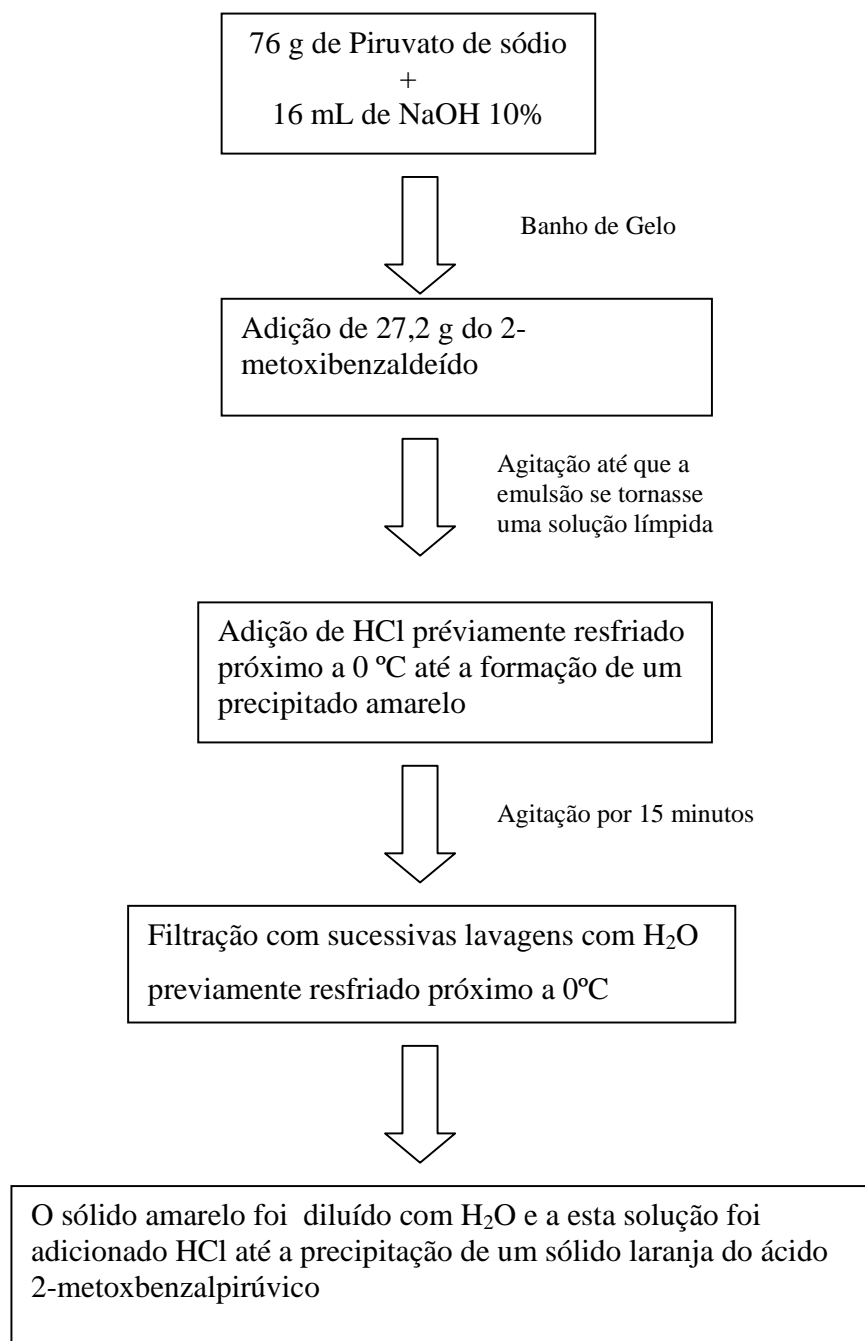 76 g de Piruvato de sódio
+
16 mL de NaOH 10%
Banho de Gelo
Adição de 27,2 g do 2-
metoxibenzaldeído
Agitação até que a
emulsão se tornasse
uma solução límpida
Adição de HCl préviamente resfriado
próximo a 0 ºC até a formação de um
precipitado amarelo
Agitação por 15 minutos
Filtração com sucessivas lavagens com H₂O
previamente resfriado próximo a 0ºC
O sólido amarelo foi diluído com H₂O e a esta solução foi
adicionado HCl até a precipitação de um sólido laranja do ácido
2-metoxbenzalpirúvico